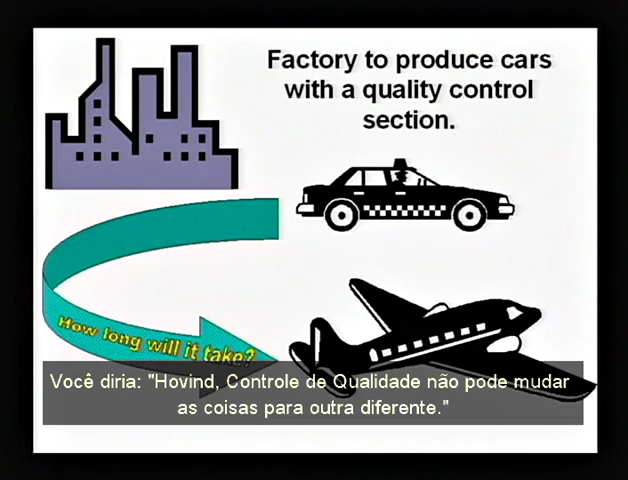 Factory to produce cars
with a quality control
section.
How long will it take?
Você diria: "Hovind, Controle de Qualidade não pode mudar
as coisas para outra diferente."